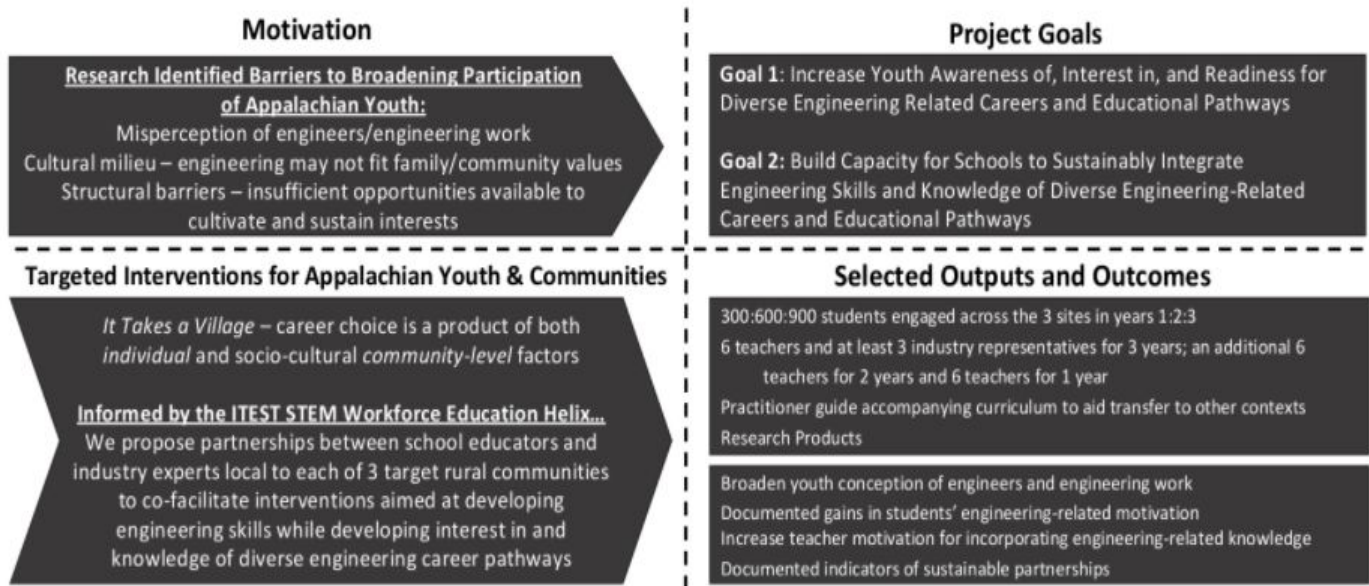 Motivation
Research Identified Barriers to Broadening Participation
of Appalachian Youth:
Misperception of engineers/engineering work
Cultural milieu – engineering may not fit family/community values
Structural barriers – insufficient opportunities available to
cultivate and sustain interests
Project Goals
Goal 1: Increase Youth Awareness of, Interest in, and Readiness for
Diverse Engineering Related Careers and Educational Pathways
Goal 2: Build Capacity for Schools to Sustainably Integrate
Engineering Skills and Knowledge of Diverse Engineering-Related
Careers and Educational Pathways
Targeted Interventions for Appalachian Youth & Communities
It Takes a Village – career choice is a product of both
individual and socio-cultural community-level factors
Informed by the ITEST STEM Workforce Education Helix...
We propose partnerships between school educators and
industry experts local to each of 3 target rural communities
to co-facilitate interventions aimed at developing
engineering skills while developing interest in and
knowledge of diverse engineering career pathways
Selected Outputs and Outcomes
300:600:900 students engaged across the 3 sites in years 1:2:3
6 teachers and at least 3 industry representatives for 3 years; an additional 6
teachers for 2 years and 6 teachers for 1 year
Practitioner guide accompanying curriculum to aid transfer to other contexts
Research Products
Broaden youth conception of engineers and engineering work
Documented gains in students' engineering-related motivation
Increase teacher motivation for incorporating engineering-related knowledge
Documented indicators of sustainable partnerships